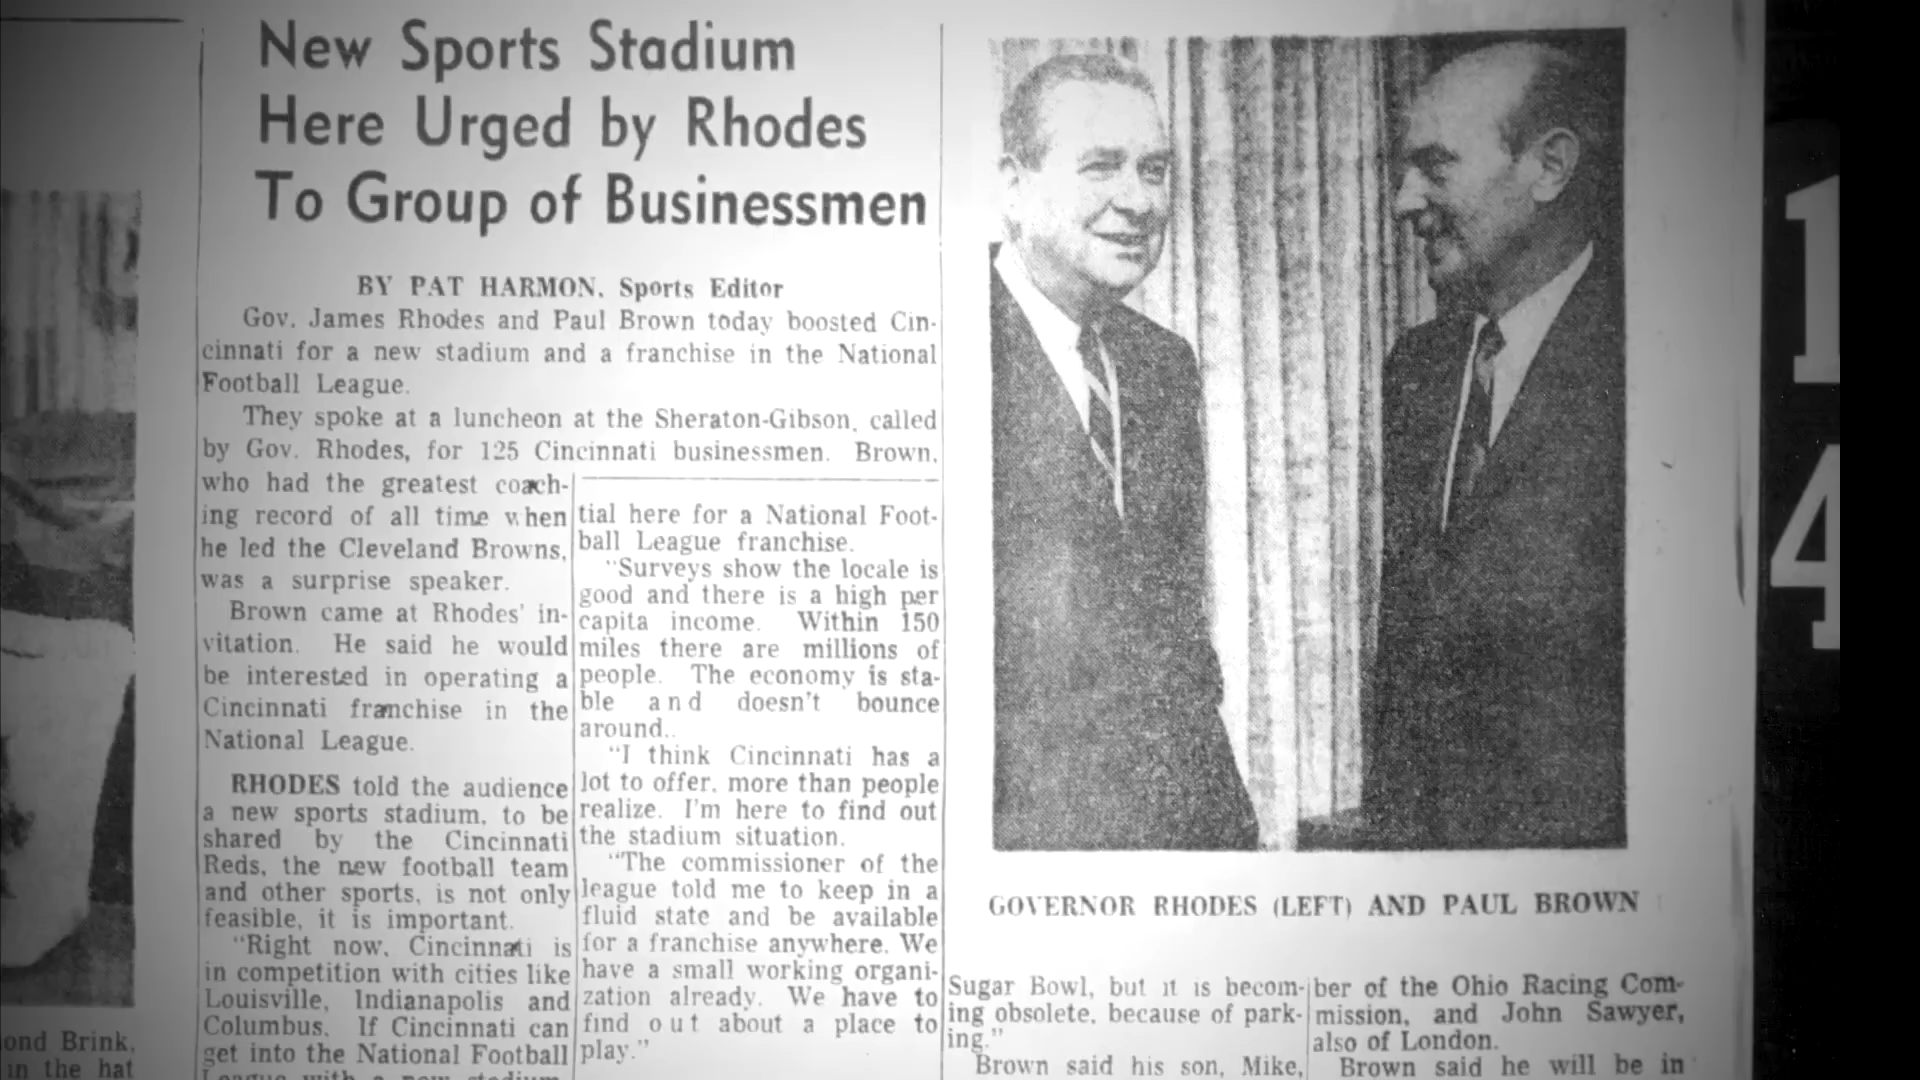 New Sports Stadium
Here Urged by Rhodes
To Group of Businessmen
BY PAT HARMON, Sports Editor
Gov. James Rhodes and Paul Brown today boosted Cin-
cinnati for a new stadium and a franchise in the National
Football League.
They spoke at a luncheon at the Sheraton-Gibson, called
by Gov. Rhodes, for 125 Cincinnati businessmen. Brown,
who had the greatest coach-
ing record of all time when
he led the Cleveland Browns,
was a surprise speaker.
Brown came at Rhodes' in-
vitation. He said he would
be interested in operating a
Cincinnati franchise in the
National League.
RHODES told the audience
a new sports stadium, to be
shared by the Cincinnati
Reds, the new football team
and other sports, is not only
feasible, it is important.
"Right now, Cincinnati is
in competition with cities like
Louisville, Indianapolis and
Columbus. If Cincinnati can
get into the National Football
League with a new stadium
tial here for a National Foot-
ball League franchise.
"Surveys show the locale is
good and there is a high per
capita income. Within 150
miles there are millions of
people. The economy is sta-
ble and doesn't bounce
around..
"I think Cincinnati has a
lot to offer, more than people
realize. I'm here to find out
the stadium situation.
"The commissioner of the
league told me to keep in a
fluid state and be available
for a franchise anywhere. We
have a small working organi-
zation already. We have to
find out about a place to
play."
GOVERNOR RHODES (LEFT) AND PAUL BROWN
Sugar Bowl, but it is becom-
ing obsolete, because of park-
ing."
Brown said his son, Mike,
ber of the Ohio Racing Com-
mission, and John Sawyer,
also of London.
Brown said he will be in
ond Brink,
in the hat
1
4